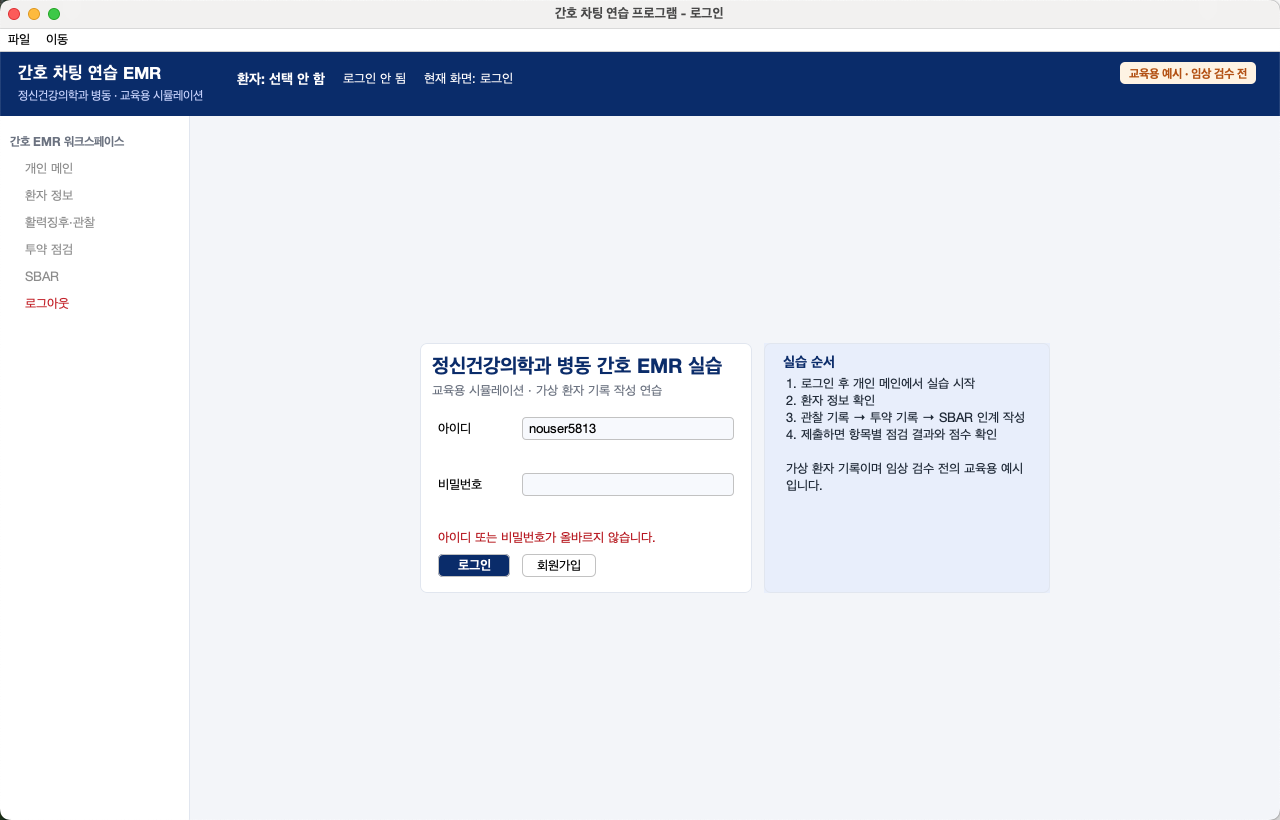 간호 차팅 연습 프로그램 - 로그인
파일 이동
간호 차팅 연습 EMR
정신건강의학과 병동 · 교육용 시뮬레이션
환자: 선택 안 함 로그인 안 됨 현재 화면: 로그인
교육용 예시 · 임상 검수 전
간호 EMR 워크스페이스
개인 메인
환자 정보
활력징후·관찰
투약 점검
SBAR
로그아웃
정신건강의학과 병동 간호 EMR 실습
교육용 시뮬레이션 · 가상 환자 기록 작성 연습
아이디 nouser5813
비밀번호
아이디 또는 비밀번호가 올바르지 않습니다.
로그인 회원가입
실습 순서
1. 로그인 후 개인 메인에서 실습 시작
2. 환자 정보 확인
3. 관찰 기록 → 투약 기록 → SBAR 인계 작성
4. 제출하면 항목별 점검 결과와 점수 확인
가상 환자 기록이며 임상 검수 전의 교육용 예시
입니다.